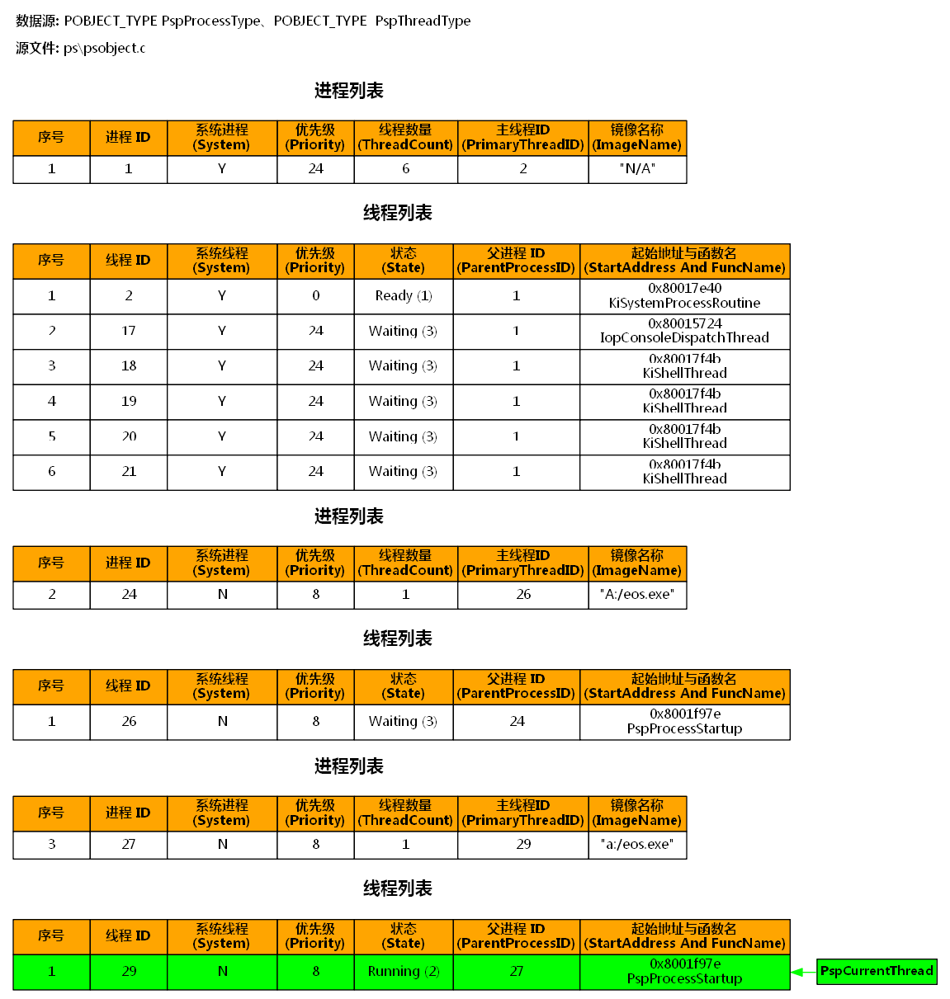 数据源: POBJECT_TYPE PspProcessType、POBJECT_TYPE  PspThreadType
源文件: ps\psobject.c
进程列表
序号 进程 ID 系统进程 (System) 优先级 (Priority) 线程数量 (ThreadCount) 主线程ID (PrimaryThreadID) 镜像名称 (ImageName)
1 1 Y 24 6 2 "N/A"
线程列表
序号 线程 ID 系统线程 (System) 优先级 (Priority) 状态 (State) 父进程 ID (ParentProcessID) 起始地址与函数名 (StartAddress And FuncName)
1 2 Y 0 Ready (1) 1 0x80017e40 KiSystemProcessRoutine
2 17 Y 24 Waiting (3) 1 0x80015724 IopConsoleDispatchThread
3 18 Y 24 Waiting (3) 1 0x80017f4b KiShellThread
4 19 Y 24 Waiting (3) 1 0x80017f4b KiShellThread
5 20 Y 24 Waiting (3) 1 0x80017f4b KiShellThread
6 21 Y 24 Waiting (3) 1 0x80017f4b KiShellThread
进程列表
序号 进程 ID 系统进程 (System) 优先级 (Priority) 线程数量 (ThreadCount) 主线程ID (PrimaryThreadID) 镜像名称 (ImageName)
2 24 N 8 1 26 "A:/eos.exe"
线程列表
序号 线程 ID 系统线程 (System) 优先级 (Priority) 状态 (State) 父进程 ID (ParentProcessID) 起始地址与函数名 (StartAddress And FuncName)
1 26 N 8 Waiting (3) 24 0x8001f97e PspProcessStartup
进程列表
序号 进程 ID 系统进程 (System) 优先级 (Priority) 线程数量 (ThreadCount) 主线程ID (PrimaryThreadID) 镜像名称 (ImageName)
3 27 N 8 1 29 "a:/eos.exe"
线程列表
序号 线程 ID 系统线程 (System) 优先级 (Priority) 状态 (State) 父进程 ID (ParentProcessID) 起始地址与函数名 (StartAddress And FuncName)
1 29 N 8 Running (2) 27 0x8001f97e PspProcessStartup PspCurrentThread